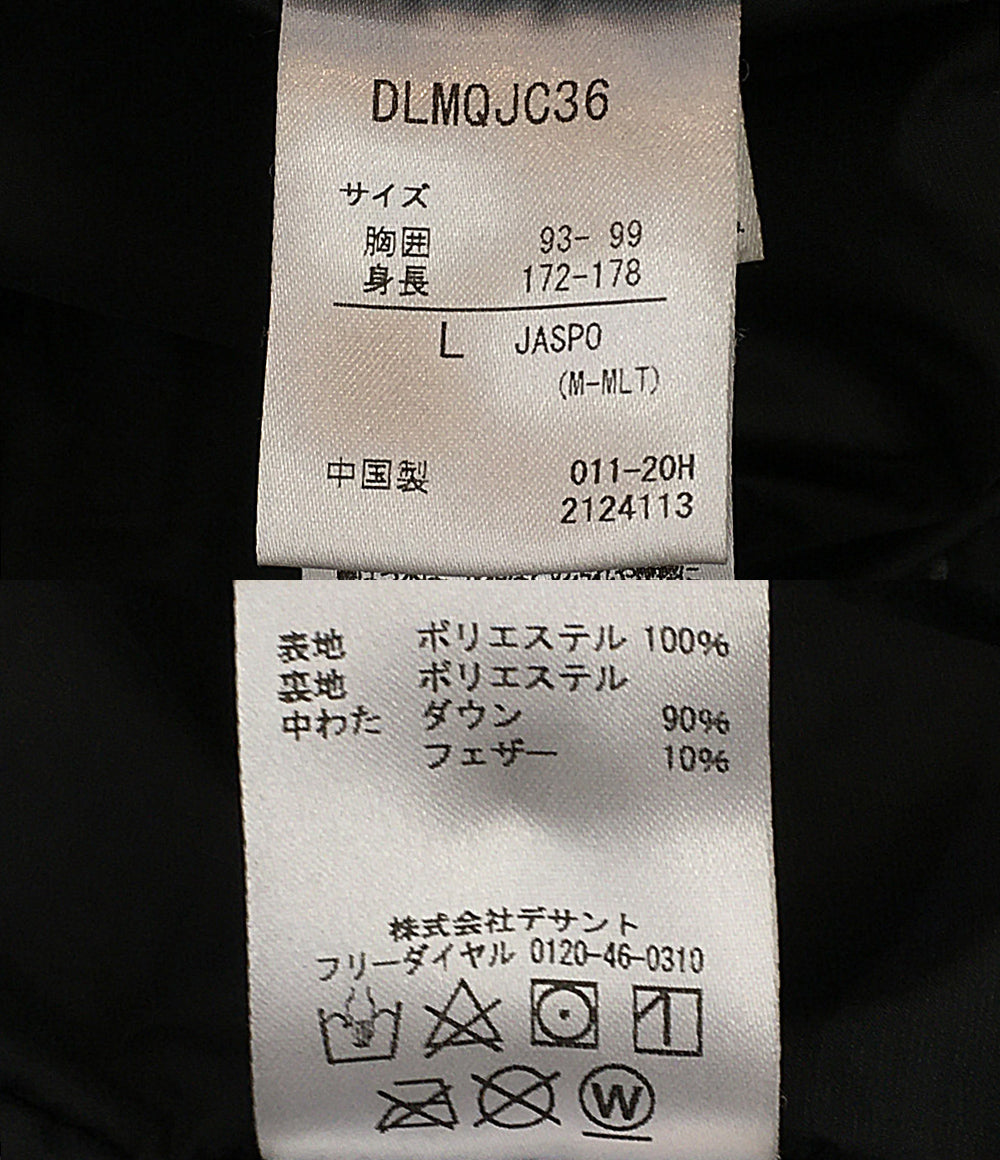 DLMQJC36
サイズ
胸囲 93- 99
身長 172-178
L JASPO
(M-MLT)
中国製 011-20H
2124113
表地 ポリエステル 100%
裏地 ポリエステル
中わた ダウン 90%
フェザー 10%
株式会社デサント
フリーダイヤル 0120-46-0310
W